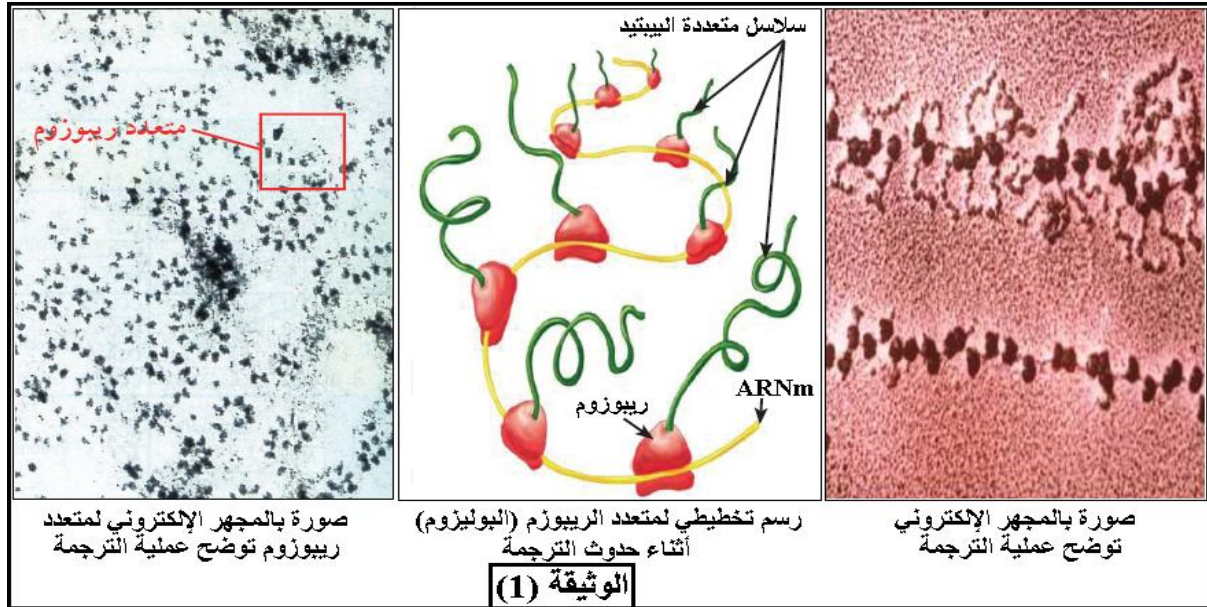 سلاسل متعددة الببتيد
متعدد ريبوزوم
ريبوزوم
ARNm
صورة بالمجهر الإلكتروني
توضح عملية الترجمة
رسم تخطيطي لمتعدد الريبوزم (البوليزوم)
أثناء حدوث الترجمة
صورة بالمجهر الإلكتروني لمتعدد
ريبوزوم توضح عملية الترجمة
الوثيقة (1)